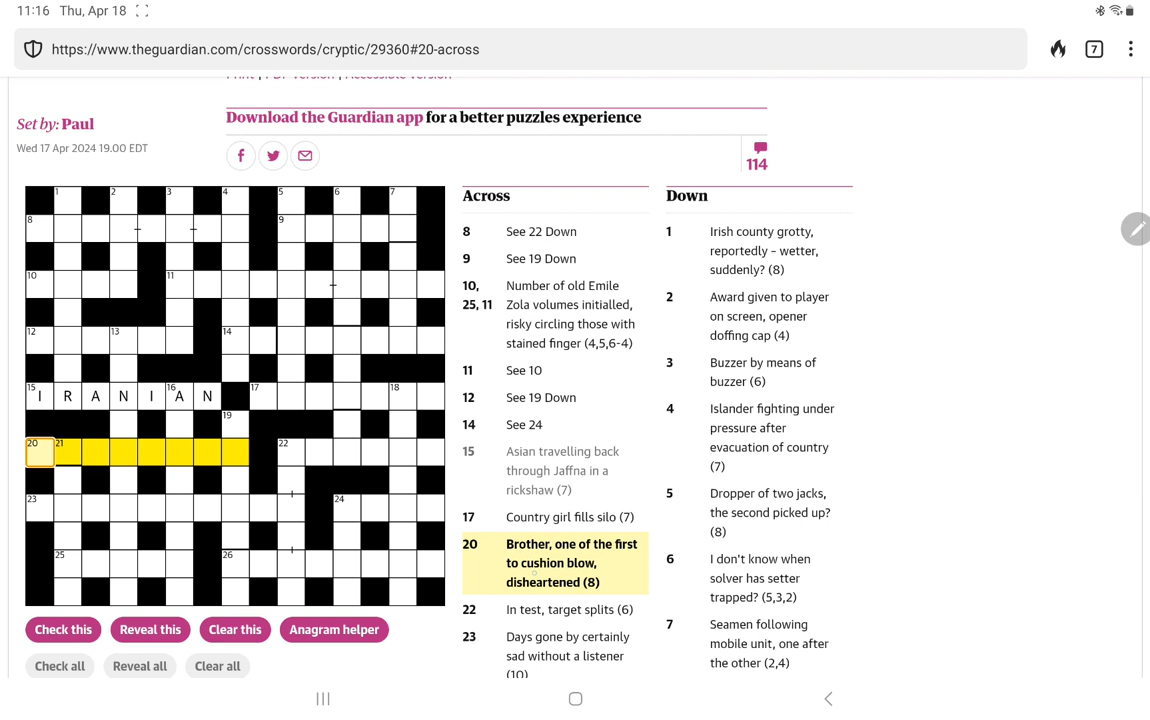 11:16 Thu, Apr 18
https://www.theguardian.com/crosswords/cryptic/29360#20-across
7
Print | PDF version | Accessible version
Set by: Paul
Wed 17 Apr 2024 19.00 EDT
Download the Guardian app for a better puzzles experience
114
1 2 3 4 5 6 7
8 9
10 11
12 13 14
15 I R A N I 16 A N 17 18
19
20 21 22
23 24
25 26
Check this Reveal this Clear this Anagram helper
Check all Reveal all Clear all
Across
8 See 22 Down
9 See 19 Down
10, Number of old Emile
25, 11 Zola volumes initialled,
risky circling those with
stained finger (4,5,6-4)
11 See 10
12 See 19 Down
14 See 24
15 Asian travelling back
through Jaffna in a
rickshaw (7)
17 Country girl fills silo (7)
20 Brother, one of the first
to cushion blow,
disheartened (8)
22 In test, target splits (6)
23 Days gone by certainly
sad without a listener
(10)
Down
1 Irish county grotty,
reportedly – wetter,
suddenly? (8)
2 Award given to player
on screen, opener
doffing cap (4)
3 Buzzer by means of
buzzer (6)
4 Islander fighting under
pressure after
evacuation of country
(7)
5 Dropper of two jacks,
the second picked up?
(8)
6 I don't know when
solver has setter
trapped? (5,3,2)
7 Seamen following
mobile unit, one after
the other (2,4)